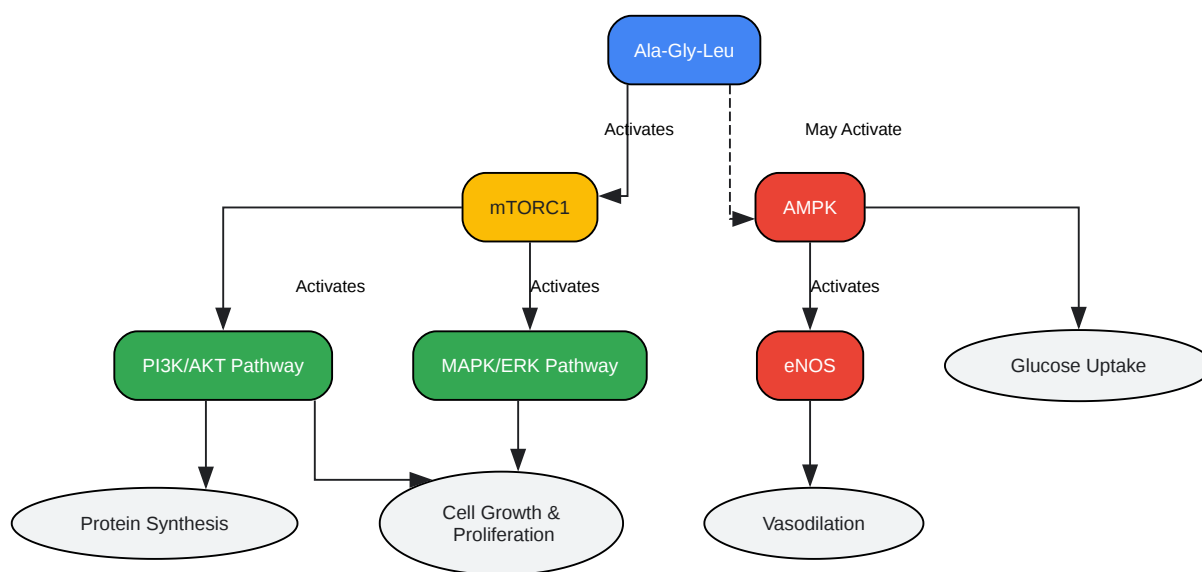 Ala-Gly-Leu
Activates
May Activate
mTORC1
AMPK
Activates
Activates
Activates
PI3K/AKT Pathway
MAPK/ERK Pathway
eNOS
Glucose Uptake
Protein Synthesis
Cell Growth &
Proliferation
Vasodilation